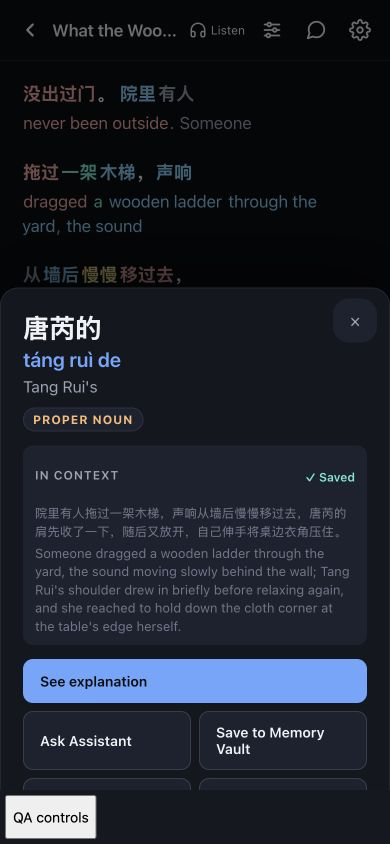 What the Woo...
Listen
没出过门。 院里有人
never been outside. Someone
拖过一架木梯，声响
dragged a wooden ladder through the
yard, the sound
从墙后慢慢移过去，
唐芮的
táng ruì de
Tang Rui's
PROPER NOUN
IN CONTEXT
✓ Saved
院里有人拖过一架木梯，声响从墙后慢慢移过去，唐芮的
肩先收了一下，随后又放开，自己伸手将桌边衣角压住。
Someone dragged a wooden ladder through the
yard, the sound moving slowly behind the wall; Tang
Rui's shoulder drew in briefly before relaxing again,
and she reached to hold down the cloth corner at
the table's edge herself.
See explanation
Ask Assistant
Save to Memory
Vault
QA controls